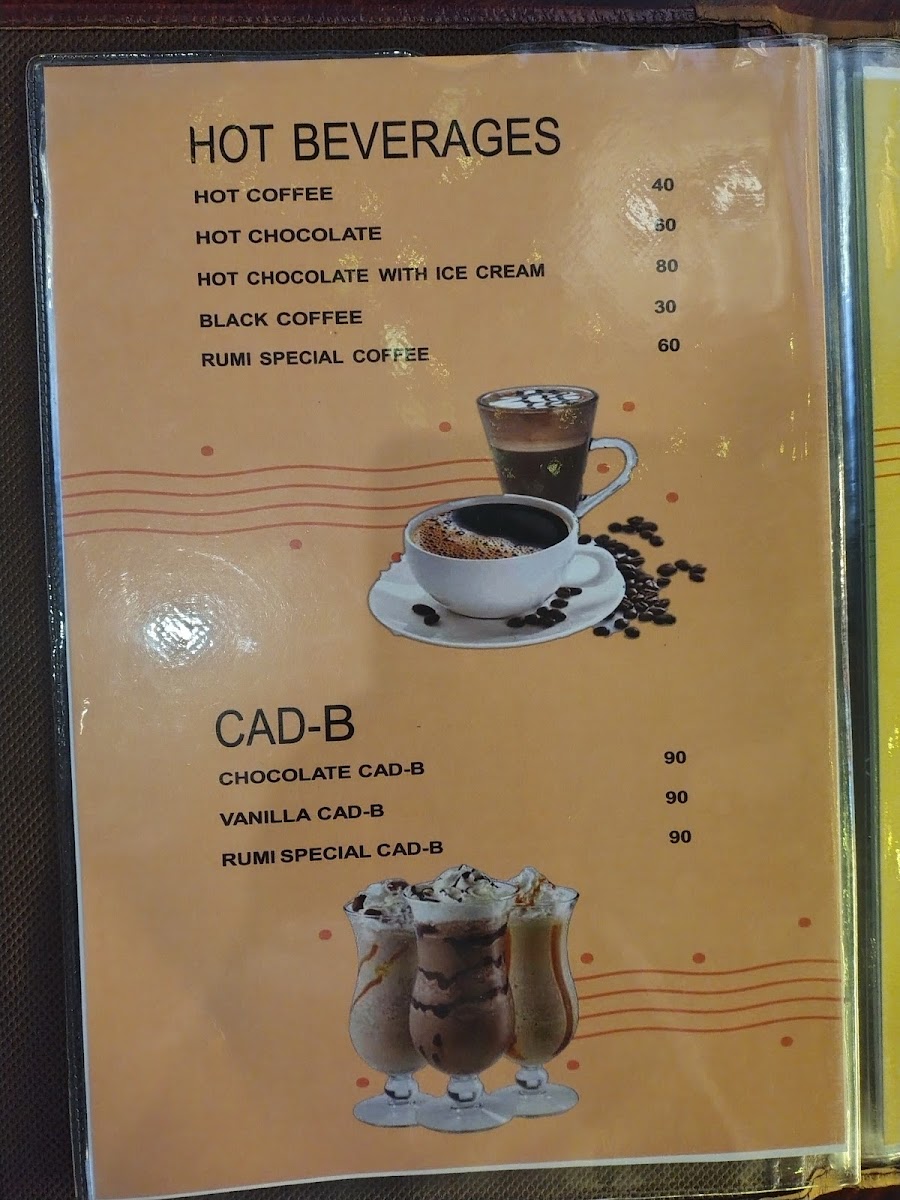 HOT BEVERAGES
HOT COFFEE 40
HOT CHOCOLATE 60
HOT CHOCOLATE WITH ICE CREAM 80
BLACK COFFEE 30
RUMI SPECIAL COFFEE 60
CAD-B
CHOCOLATE CAD-B 90
VANILLA CAD-B 90
RUMI SPECIAL CAD-B 90